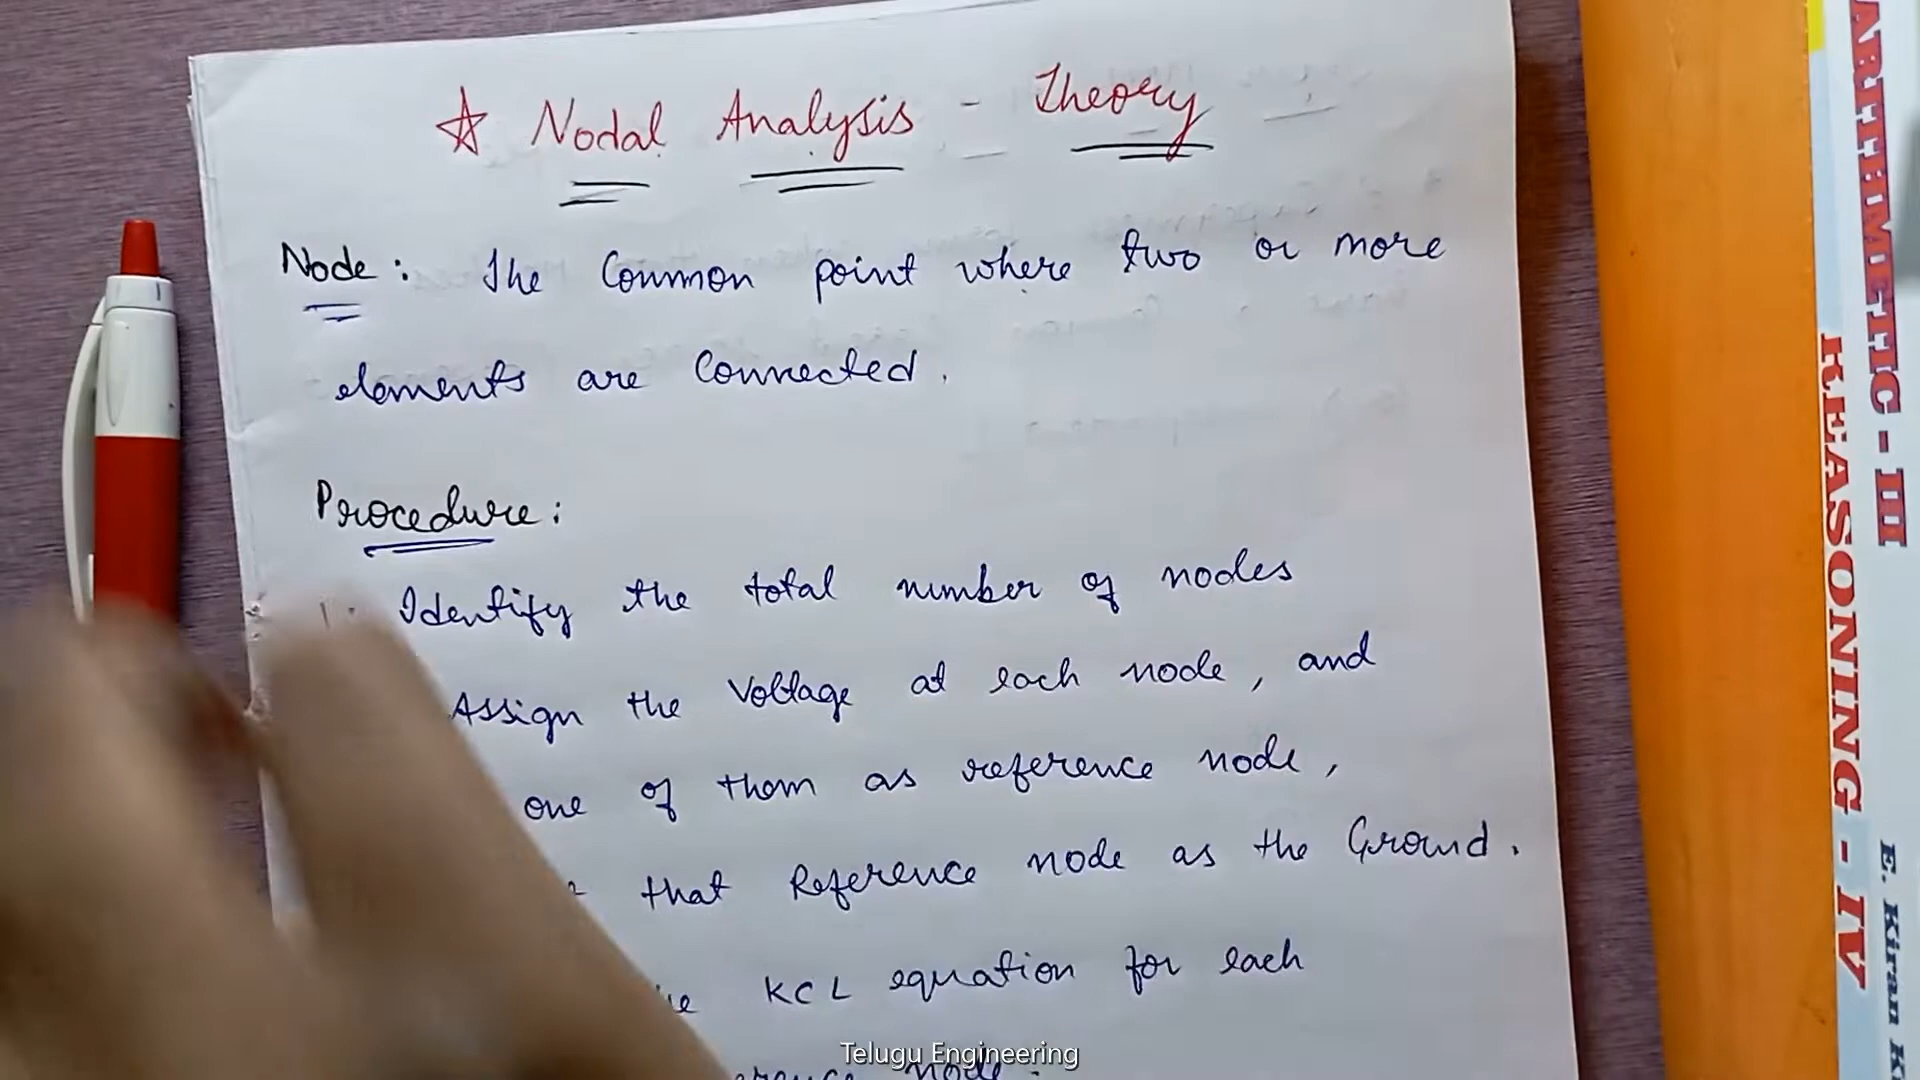 ☆ Nodal Analysis - Theory
Node : The Common point where two or more
elements are Connected.
Procedure :
Identify the total number of nodes
Assign the Voltage at each node, and
one of them as reference node,
that Reference node as the Ground.
KCL equation for each
node.
Telugu Engineering
ARITHMETIC - III
REASONING - IV
E. Kiran